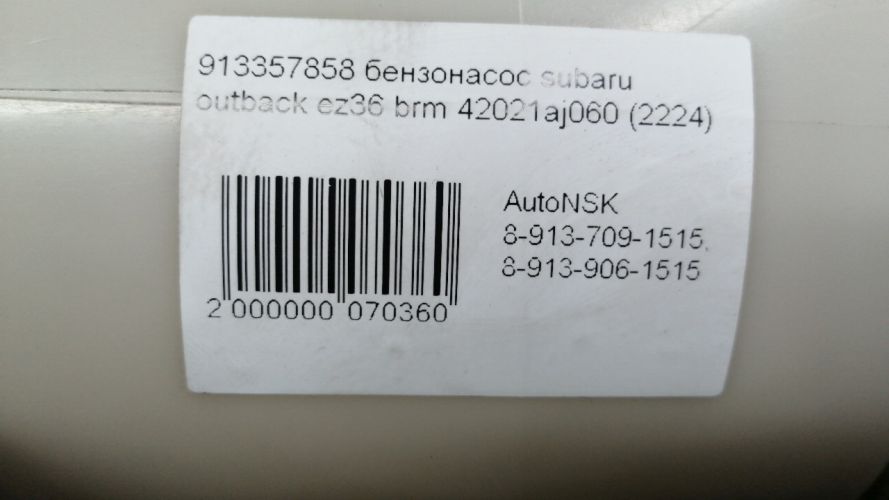 913357858 бензонасос subaru
outback ez36 brm 42021aj060 (2224)
AutoNSK
8-913-709-1515,
8-913-906-1515
2 000000 070360